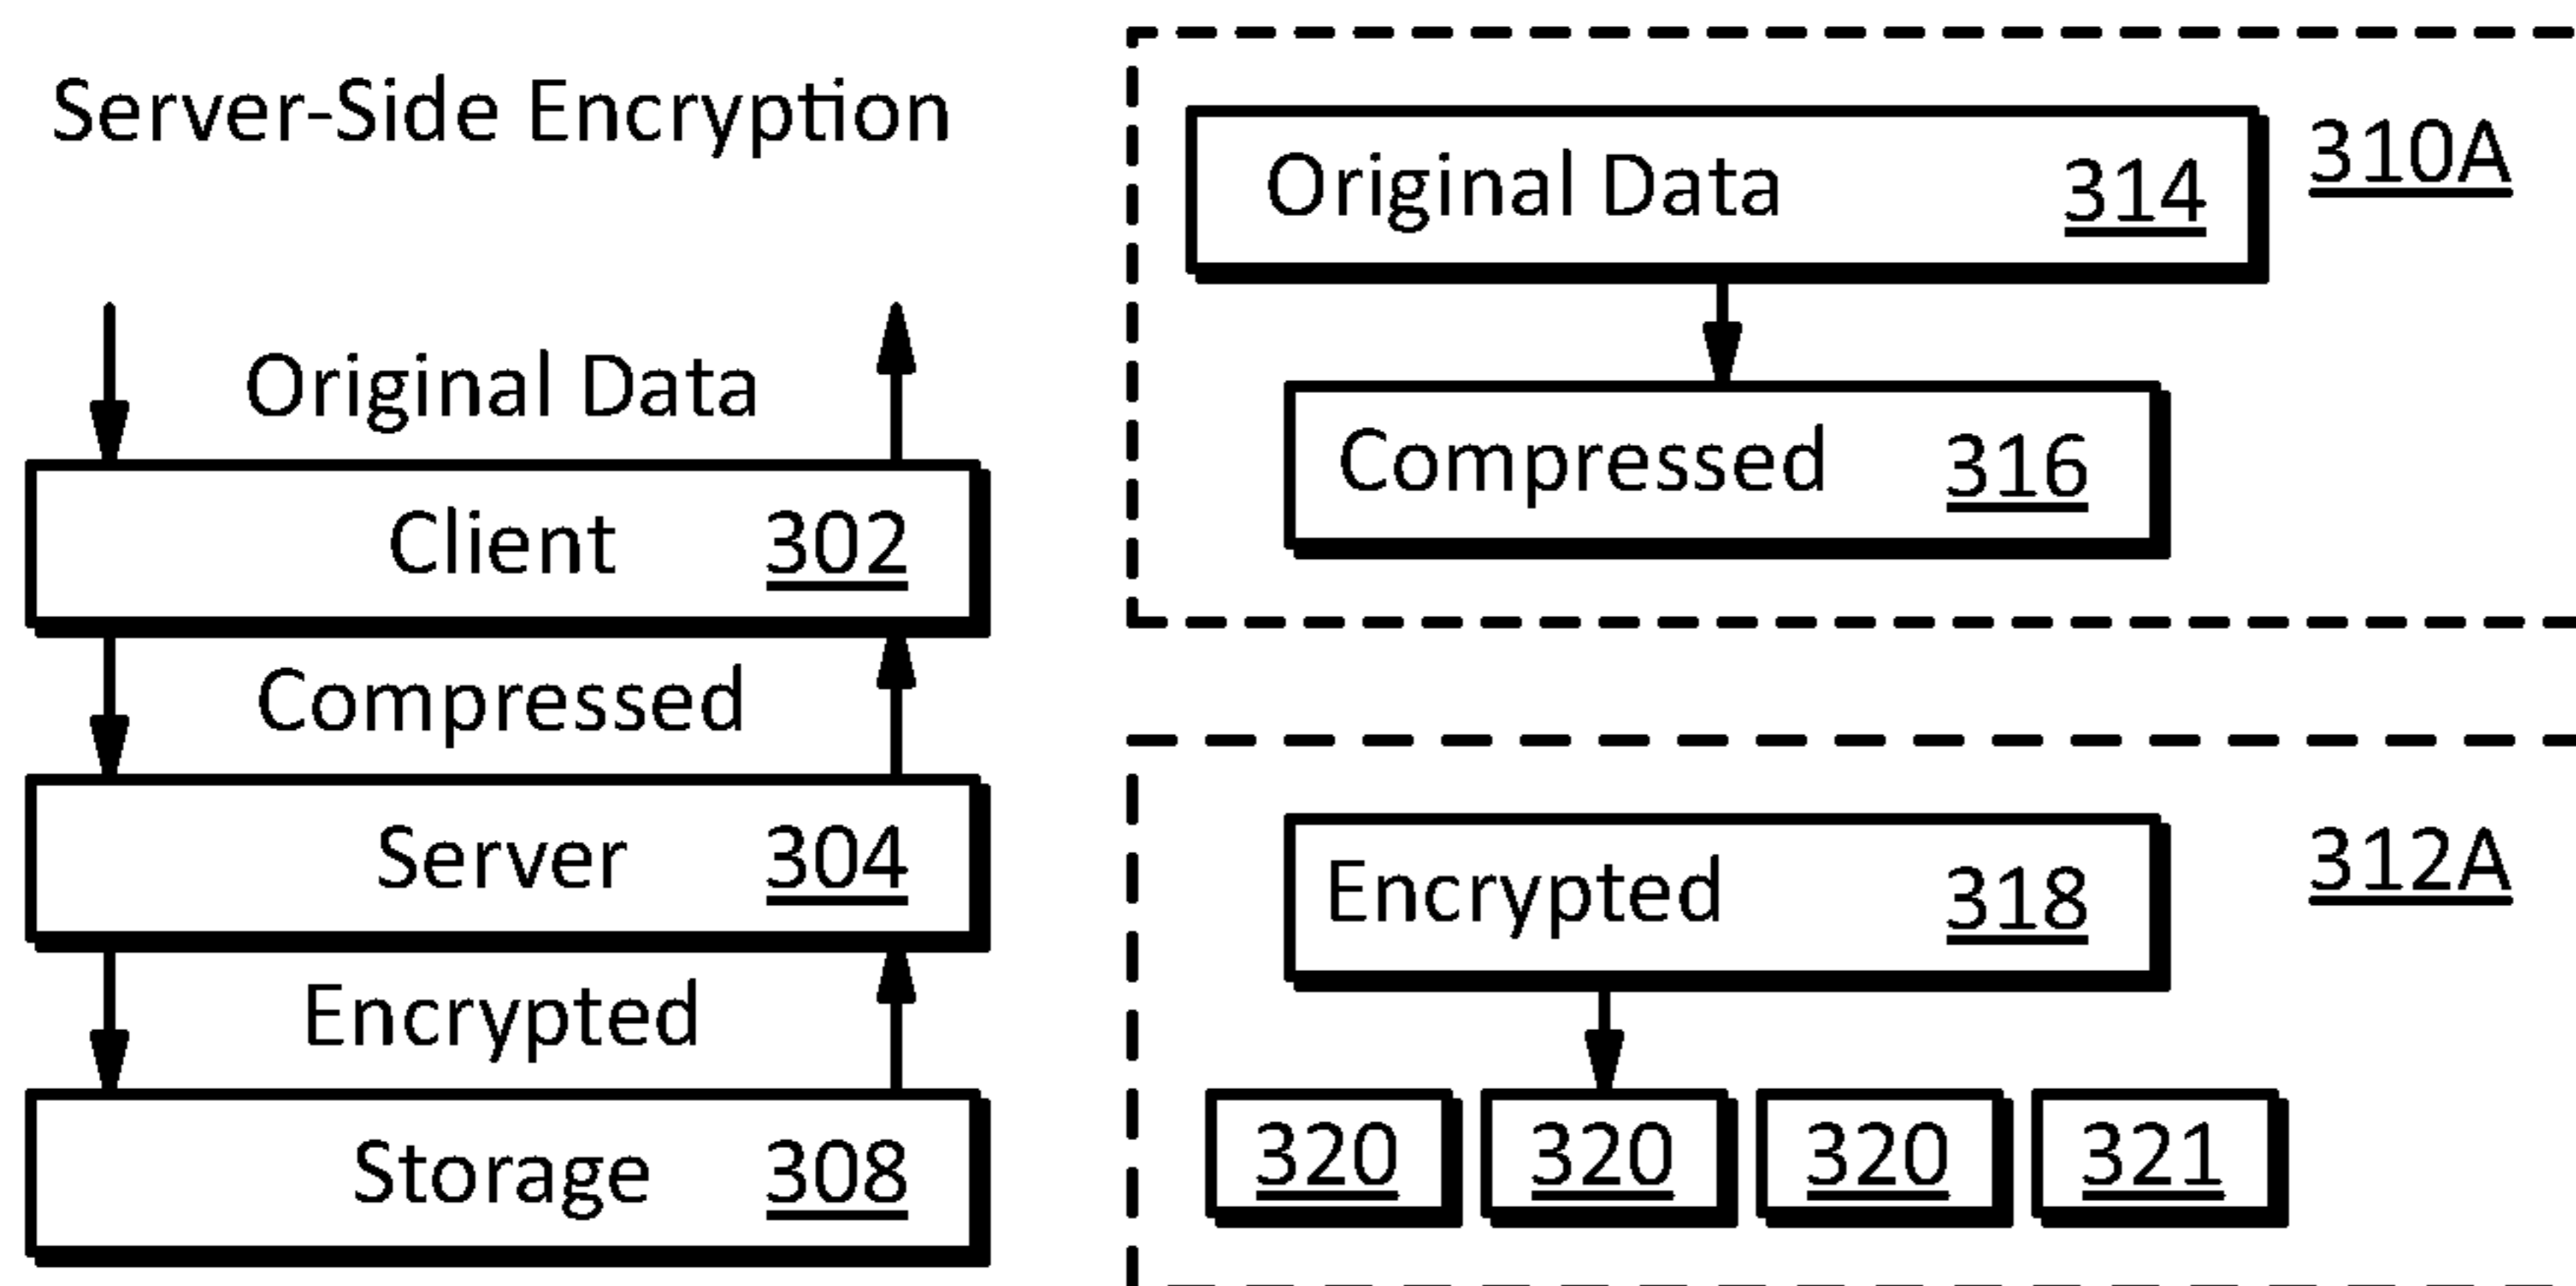 Server-Side Encryption
Original Data
Client 302
Compressed
Server 304
Encrypted
Storage 308
310A
Original Data 314
Compressed 316
312A
Encrypted 318
320 320 320 321